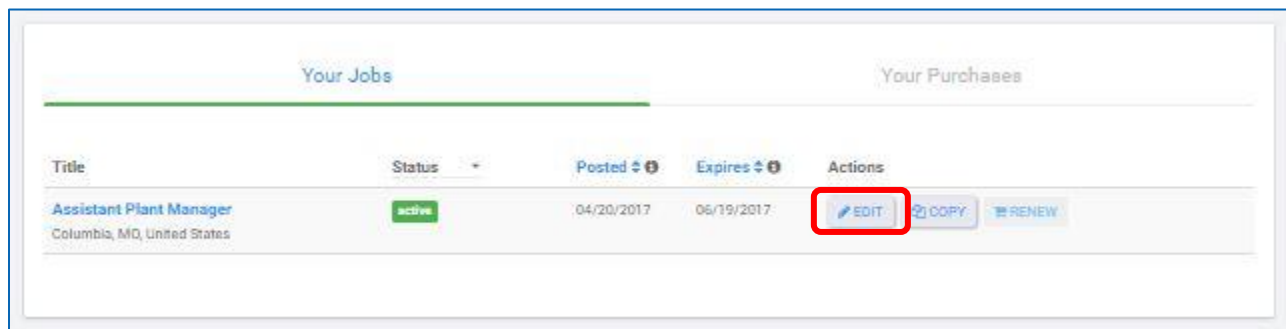 Your Jobs Your Purchases
Title Status Posted Expires Actions
Assistant Plant Manager active 04/20/2017 06/19/2017 EDIT COPY RENEW
Columbia, MO, United States